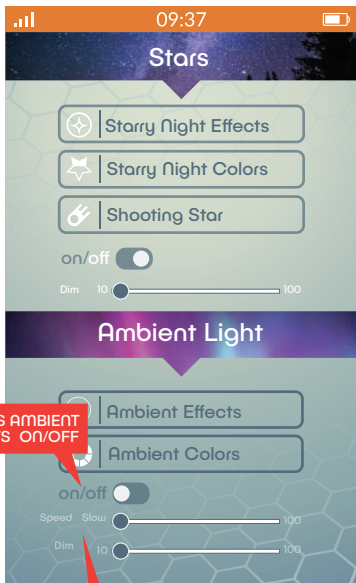 09:37
Stars
Starry Night Effects
Starry Night Colors
Shooting Star
on/off
Dim 10 100
Ambient Light
Ambient Effects
S AMBIENT
S ON/OFF
Ambient Colors
on/off
Speed Slow 100
Dim 10 100